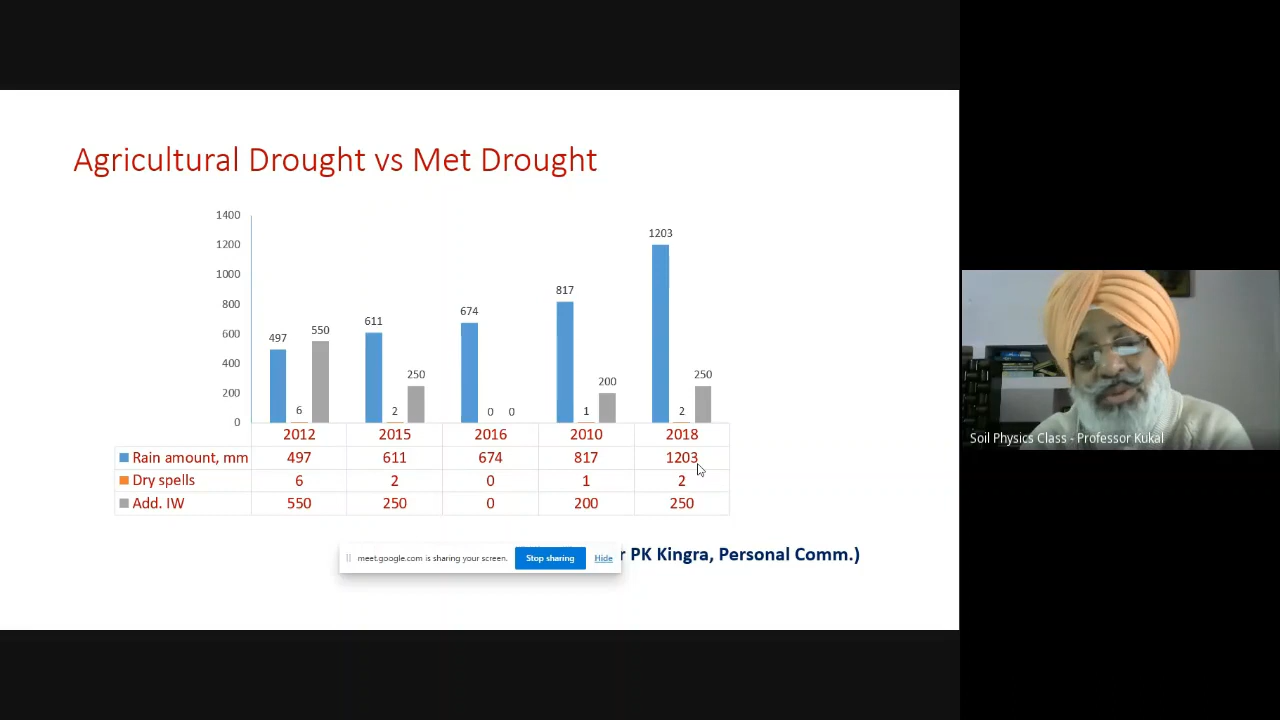 Agricultural Drought vs Met Drought
1400
1200
1000
800
600
400
200
0
497
6
550
611
2
250
674
0
0
817
1
200
1203
2
250
2012 2015 2016 2010 2018
Rain amount, mm 497 611 674 817 1203
Dry spells 6 2 0 1 2
Add. IW 550 250 0 200 250
meet.google.com is sharing your screen. Stop sharing Hide
PK Kingra, Personal Comm.)
Soil Physics Class - Professor Kukal